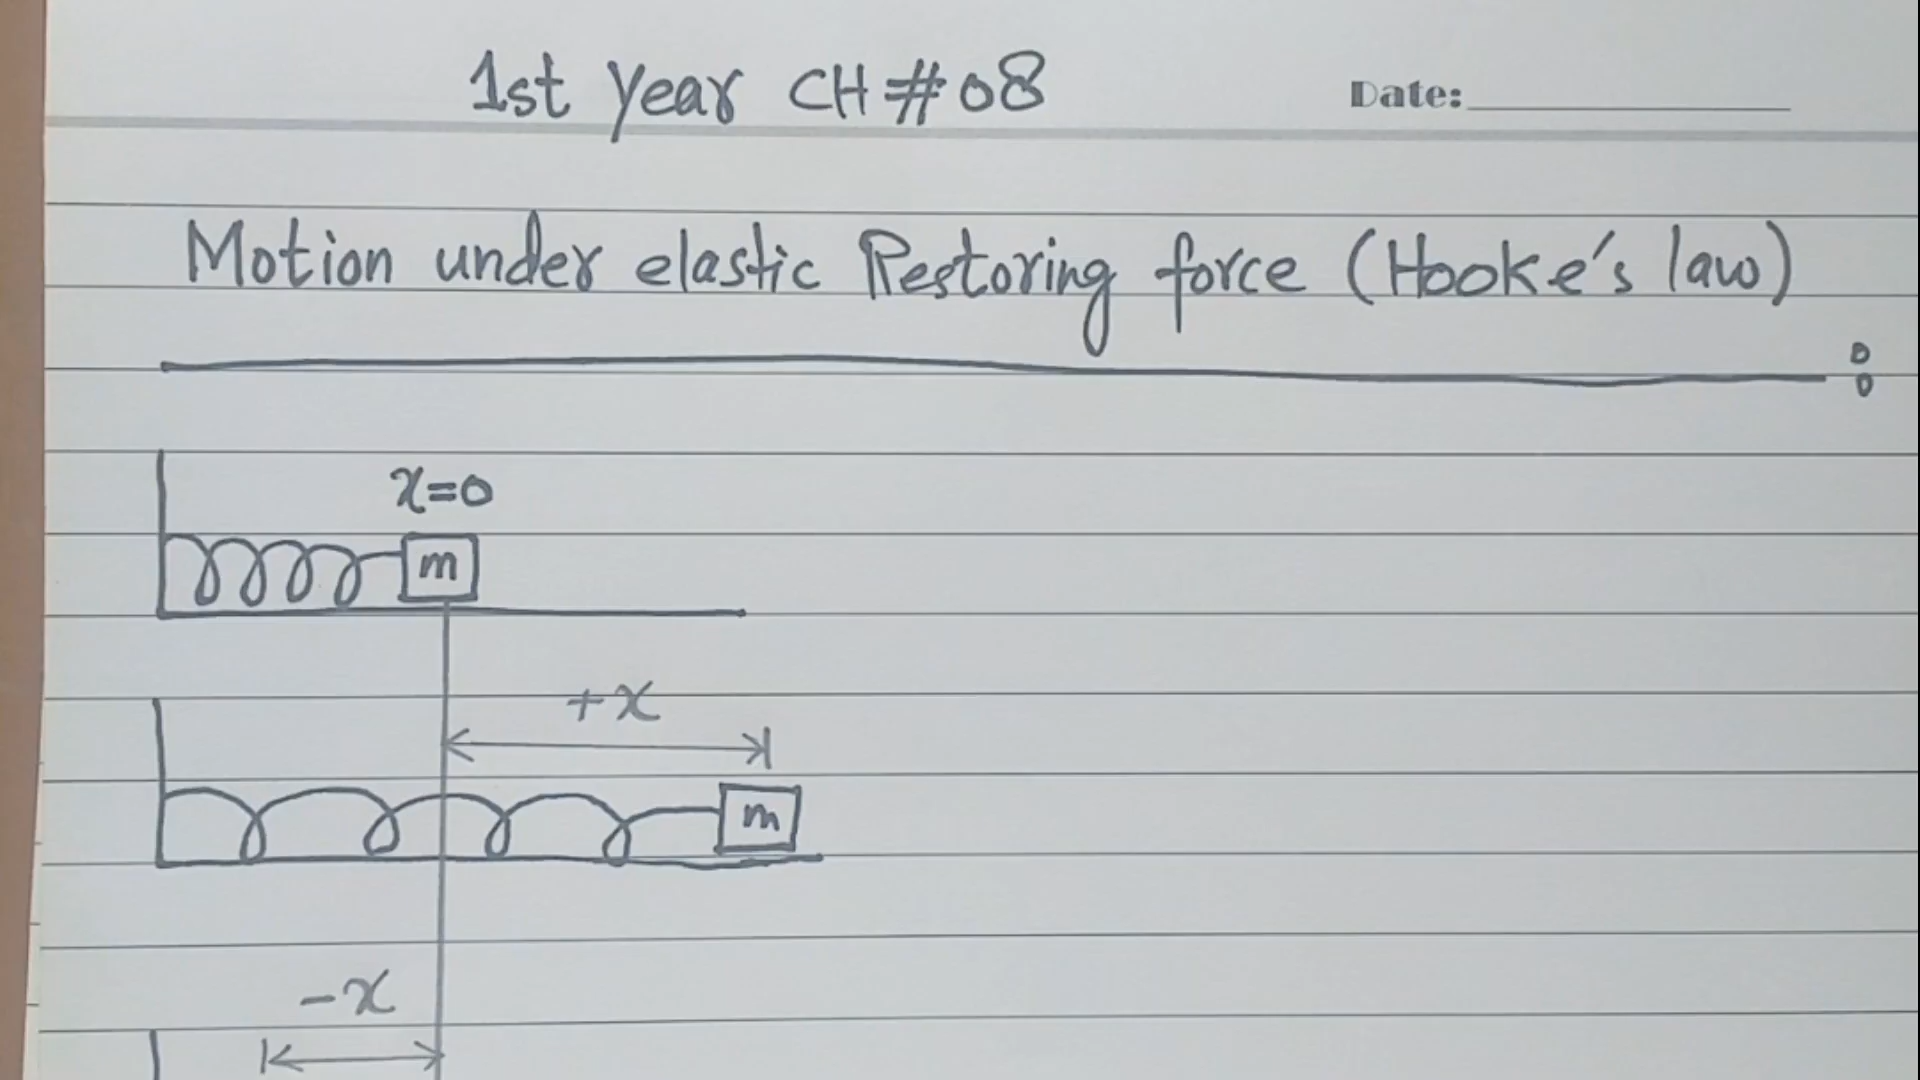 1st Year CH#08
Date:
Motion under elastic Restoring force (Hooke's law)
:
x=0
m
+x
m
-x